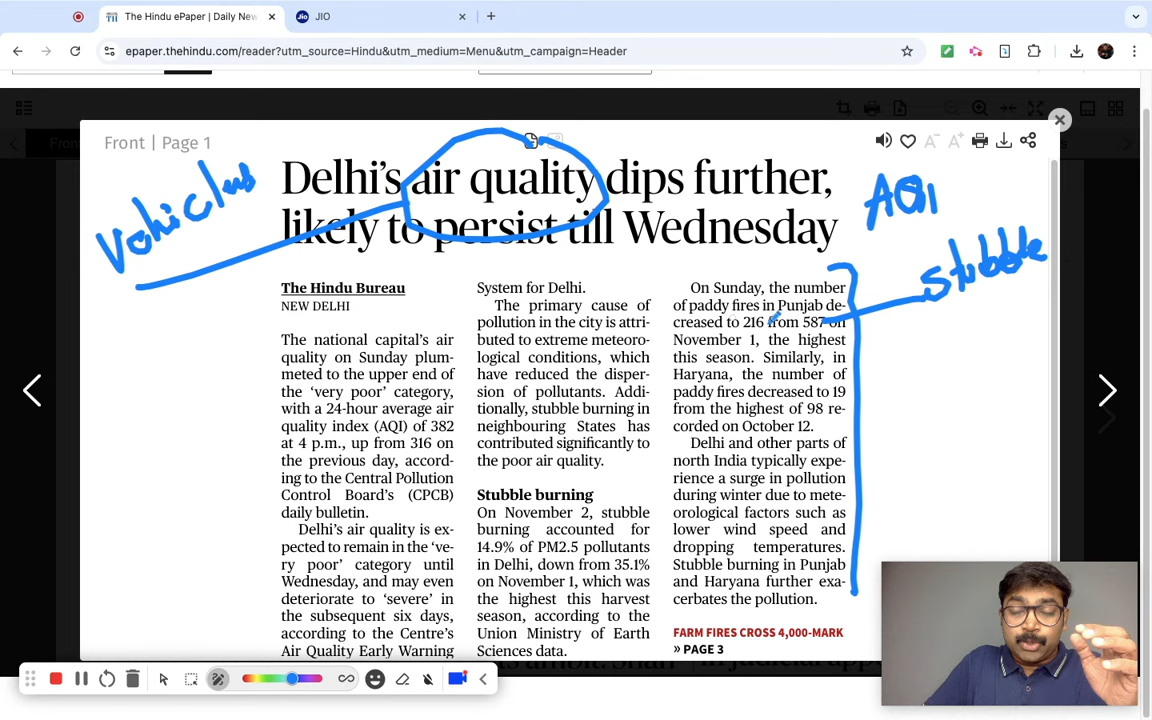 The Hindu ePaper | Daily New
JIO
epaper.thehindu.com/reader?utm_source=Hindu&utm_medium=Menu&utm_campaign=Header
Front | Page 1
Delhi's air quality dips further,
likely to persist till Wednesday
Vehicles
AQI
Stubble
The Hindu Bureau
NEW DELHI
The national capital's air
quality on Sunday plum-
meted to the upper end of
the 'very poor' category,
with a 24-hour average air
quality index (AQI) of 382
at 4 p.m., up from 316 on
the previous day, accord-
ing to the Central Pollution
Control Board's (CPCB)
daily bulletin.
Delhi's air quality is ex-
pected to remain in the 've-
ry poor' category until
Wednesday, and may even
deteriorate to 'severe' in
the subsequent six days,
according to the Centre's
Air Quality Early Warning
System for Delhi.
The primary cause of
pollution in the city is attri-
buted to extreme meteoro-
logical conditions, which
have reduced the disper-
sion of pollutants. Addi-
tionally, stubble burning in
neighbouring States has
contributed significantly to
the poor air quality.
Stubble burning
On November 2, stubble
burning accounted for
14.9% of PM2.5 pollutants
in Delhi, down from 35.1%
on November 1, which was
the highest this harvest
season, according to the
Union Ministry of Earth
Sciences data.
On Sunday, the number
of paddy fires in Punjab de-
creased to 216 from 587 on
November 1, the highest
this season. Similarly, in
Haryana, the number of
paddy fires decreased to 19
from the highest of 98 re-
corded on October 12.
Delhi and other parts of
north India typically expe-
rience a surge in pollution
during winter due to mete-
orological factors such as
lower wind speed and
dropping temperatures.
Stubble burning in Punjab
and Haryana further exa-
cerbates the pollution.
FARM FIRES CROSS 4,000-MARK
» PAGE 3